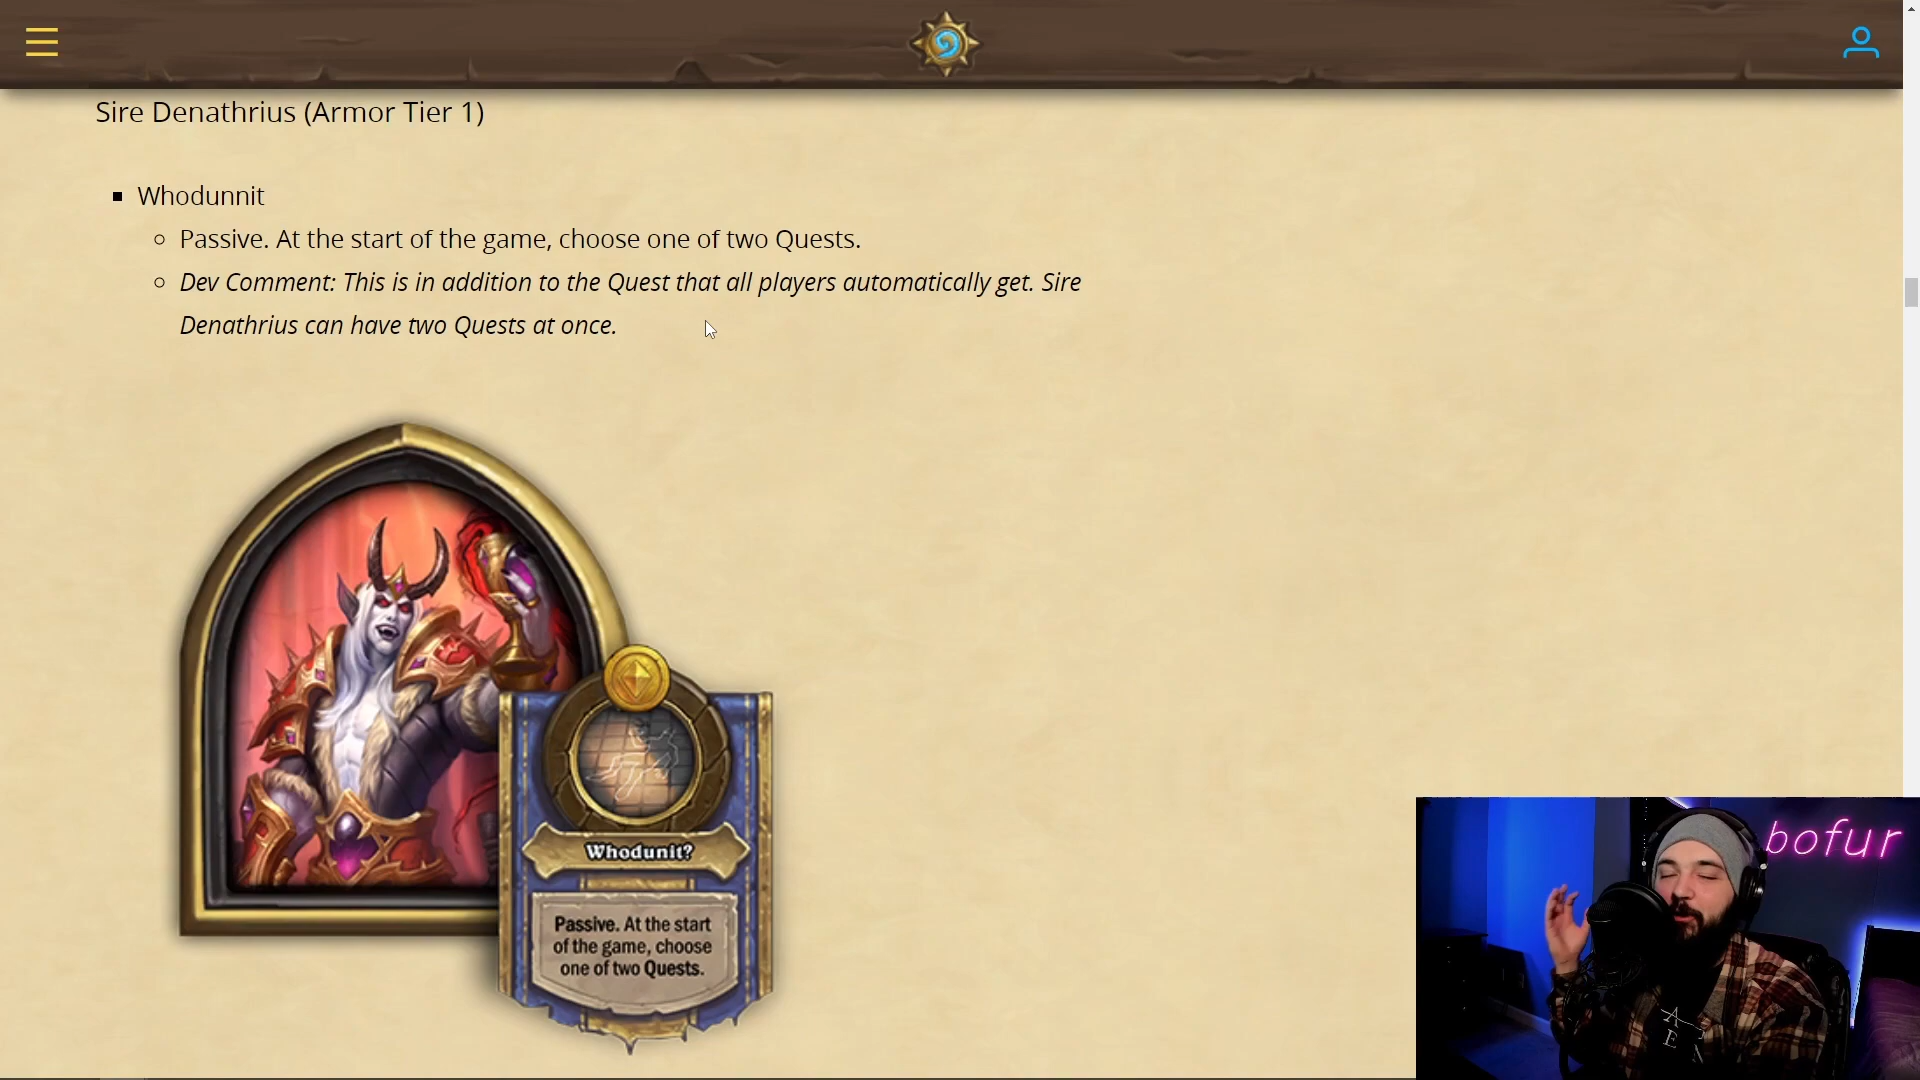 Sire Denathrius (Armor Tier 1)
Whodunnit
Passive. At the start of the game, choose one of two Quests.
Dev Comment: This is in addition to the Quest that all players automatically get. Sire
Denathrius can have two Quests at once.
Whodunit?
Passive. At the start
of the game, choose
one of two Quests.
bofur